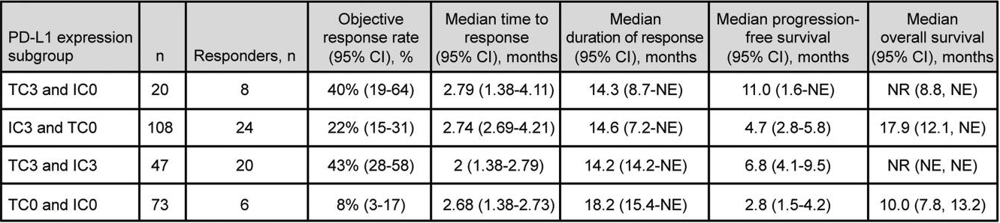 PD-L1 expression subgroup | n | Responders, n | Objective response rate (95% CI), % | Median time to response (95% CI), months | Median duration of response (95% CI), months | Median progression-free survival (95% CI), months | Median overall survival (95% CI), months
TC3 and IC0 | 20 | 8 | 40% (19-64) | 2.79 (1.38-4.11) | 14.3 (8.7-NE) | 11.0 (1.6-NE) | NR (8.8, NE)
IC3 and TC0 | 108 | 24 | 22% (15-31) | 2.74 (2.69-4.21) | 14.6 (7.2-NE) | 4.7 (2.8-5.8) | 17.9 (12.1, NE)
TC3 and IC3 | 47 | 20 | 43% (28-58) | 2 (1.38-2.79) | 14.2 (14.2-NE) | 6.8 (4.1-9.5) | NR (NE, NE)
TC0 and IC0 | 73 | 6 | 8% (3-17) | 2.68 (1.38-2.73) | 18.2 (15.4-NE) | 2.8 (1.5-4.2) | 10.0 (7.8, 13.2)